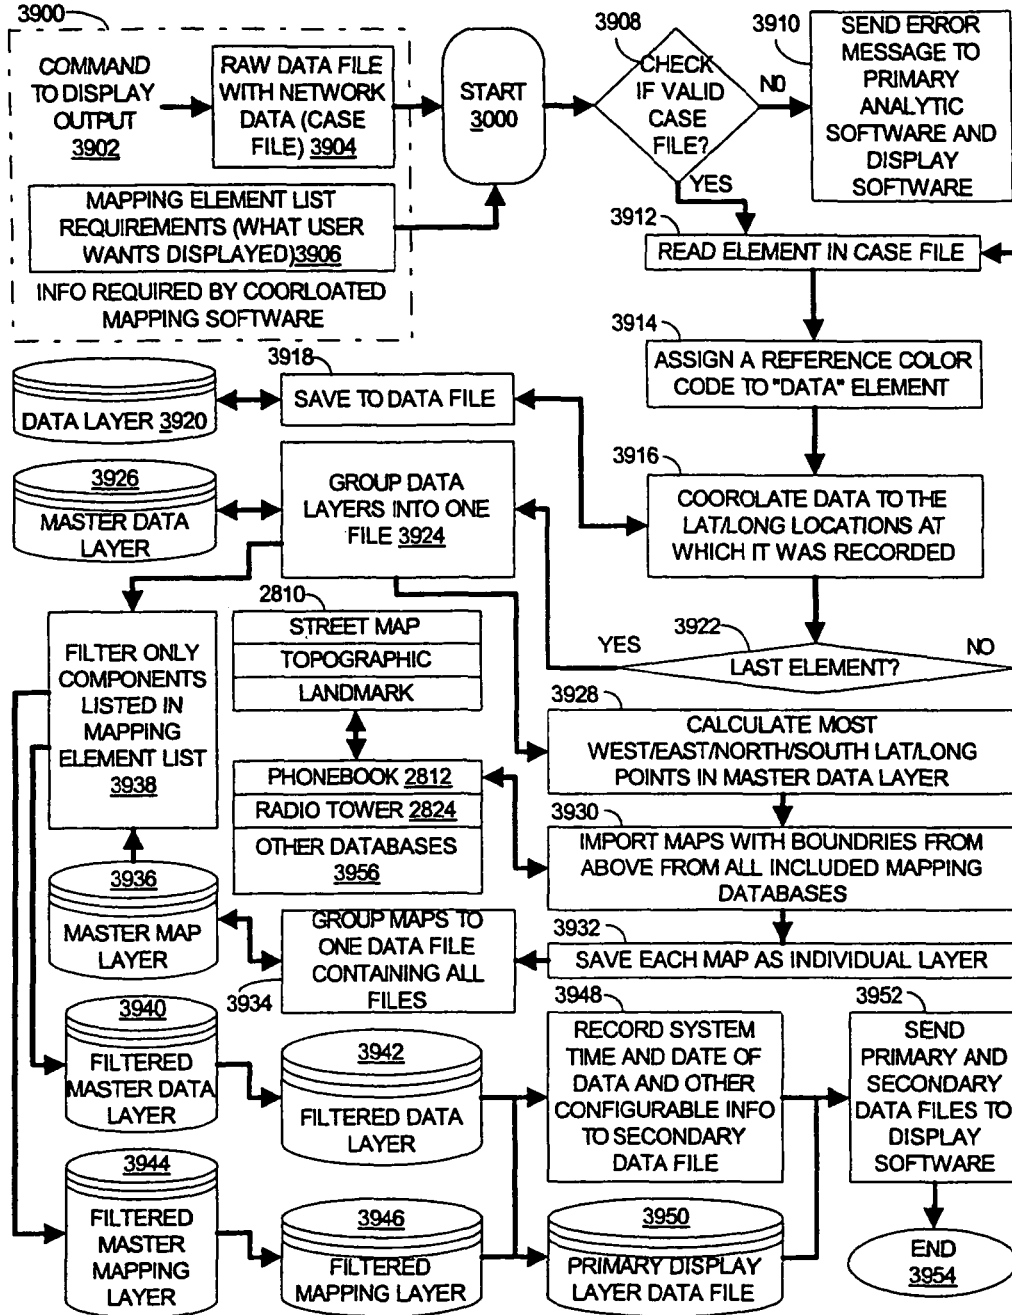 3900
COMMAND
TO DISPLAY
OUTPUT
3902
RAW DATA FILE
WITH NETWORK
DATA (CASE
FILE) 3904
MAPPING ELEMENT LIST
REQUIREMENTS (WHAT USER
WANTS DISPLAYED)3906
INFO REQUIRED BY COORLOATED
MAPPING SOFTWARE
START
3000
3908
CHECK
IF VALID
CASE
FILE?
NO
YES
3910
SEND ERROR
MESSAGE TO
PRIMARY
ANALYTIC
SOFTWARE AND
DISPLAY
SOFTWARE
3912
READ ELEMENT IN CASE FILE
3914
ASSIGN A REFERENCE COLOR
CODE TO "DATA" ELEMENT
3916
COOROLATE DATA TO THE
LAT/LONG LOCATIONS AT
WHICH IT WAS RECORDED
3918
SAVE TO DATA FILE
DATA LAYER 3920
3922
YES
LAST ELEMENT?
NO
GROUP DATA
LAYERS INTO ONE
FILE 3924
3926
MASTER DATA
LAYER
FILTER ONLY
COMPONENTS
LISTED IN
MAPPING
ELEMENT LIST
3938
2810
STREET MAP
TOPOGRAPHIC
LANDMARK
PHONEBOOK 2812
RADIO TOWER 2824
OTHER DATABASES
3956
3928
CALCULATE MOST
WEST/EAST/NORTH/SOUTH LAT/LONG
POINTS IN MASTER DATA LAYER
3930
IMPORT MAPS WITH BOUNDRIES FROM
ABOVE FROM ALL INCLUDED MAPPING
DATABASES
3932
SAVE EACH MAP AS INDIVIDUAL LAYER
GROUP MAPS TO
ONE DATA FILE
CONTAINING ALL
FILES
3934
3936
MASTER MAP
LAYER
3940
FILTERED
MASTER DATA
LAYER
3942
FILTERED DATA
LAYER
3944
FILTERED
MASTER
MAPPING
LAYER
3946
FILTERED
MAPPING LAYER
3948
RECORD SYSTEM
TIME AND DATE OF
DATA AND OTHER
CONFIGURABLE INFO
TO SECONDARY
DATA FILE
3950
PRIMARY DISPLAY
LAYER DATA FILE
3952
SEND
PRIMARY AND
SECONDARY
DATA FILES TO
DISPLAY
SOFTWARE
END
3954